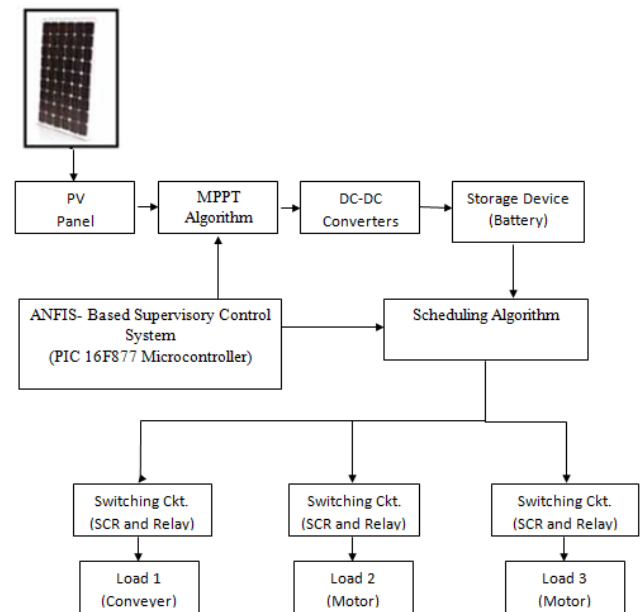 PV
Panel
MPPT
Algorithm
DC-DC
Converters
Storage Device
(Battery)
ANFIS- Based Supervisory Control
System
(PIC 16F877 Microcontroller)
Scheduling Algorithm
Switching Ckt.
(SCR and Relay)
Switching Ckt.
(SCR and Relay)
Switching Ckt.
(SCR and Relay)
Load 1
(Conveyer)
Load 2
(Motor)
Load 3
(Motor)